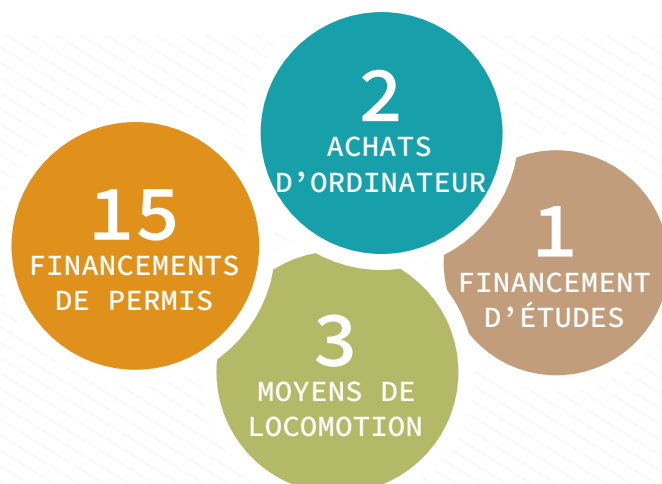 2
ACHATS
D’ORDINATEUR
15
FINANCEMENTS
DE PERMIS
1
FINANCEMENT
D’ÉTUDES
3
MOYENS DE
LOCOMOTION